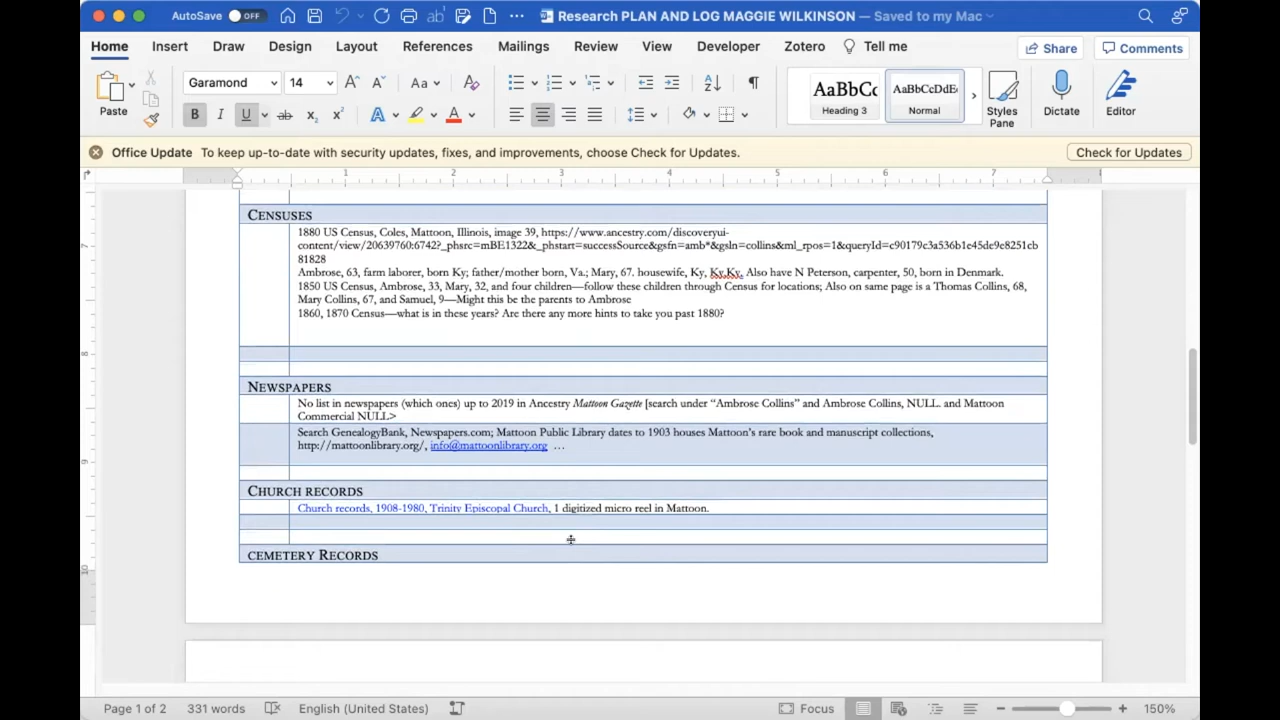 AutoSave OFF Research PLAN AND LOG MAGGIE WILKINSON — Saved to my Mac
Home Insert Draw Design Layout References Mailings Review View Developer Zotero Tell me Share Comments
Paste Garamond 14 Aa AaBbCc AaBbCcDdEe
Heading 3 Normal Styles Pane Dictate Editor
Office Update To keep up-to-date with security updates, fixes, and improvements, choose Check for Updates. Check for Updates
1 2 3 4 5 6 7
CENSUSES
1880 US Census, Coles, Mattoon, Illinois, image 39, https://www.ancestry.com/discoveryui-
content/view/20639760:6742?_phsrc=mBE1322&_phstart=successSource&gsfn=amb*&gsln=collins&ml_rpos=1&queryId=c90179c3a536b1e45de9c8251cb
81828
Ambrose, 63, farm laborer, born Ky; father/mother born, Va.; Mary, 67. housewife, Ky, Ky,Ky. Also have N Peterson, carpenter, 50, born in Denmark.
1850 US Census, Ambrose, 33, Mary, 32, and four children—follow these children through Census for locations; Also on same page is a Thomas Collins, 68,
Mary Collins, 67, and Samuel, 9—Might this be the parents to Ambrose
1860, 1870 Census—what is in these years? Are there any more hints to take you past 1880?
NEWSPAPERS
No list in newspapers (which ones) up to 2019 in Ancestry Mattoon Gazette [search under “Ambrose Collins” and Ambrose Collins, NULL. and Mattoon
Commercial NULL>
Search GenealogyBank, Newspapers.com; Mattoon Public Library dates to 1903 houses Mattoon’s rare book and manuscript collections,
http://mattoonlibrary.org/, info@mattoonlibrary.org …
CHURCH RECORDS
Church records, 1908-1980, Trinity Episcopal Church, 1 digitized micro reel in Mattoon.
CEMETERY RECORDS
Page 1 of 2 331 words English (United States) Focus 150%